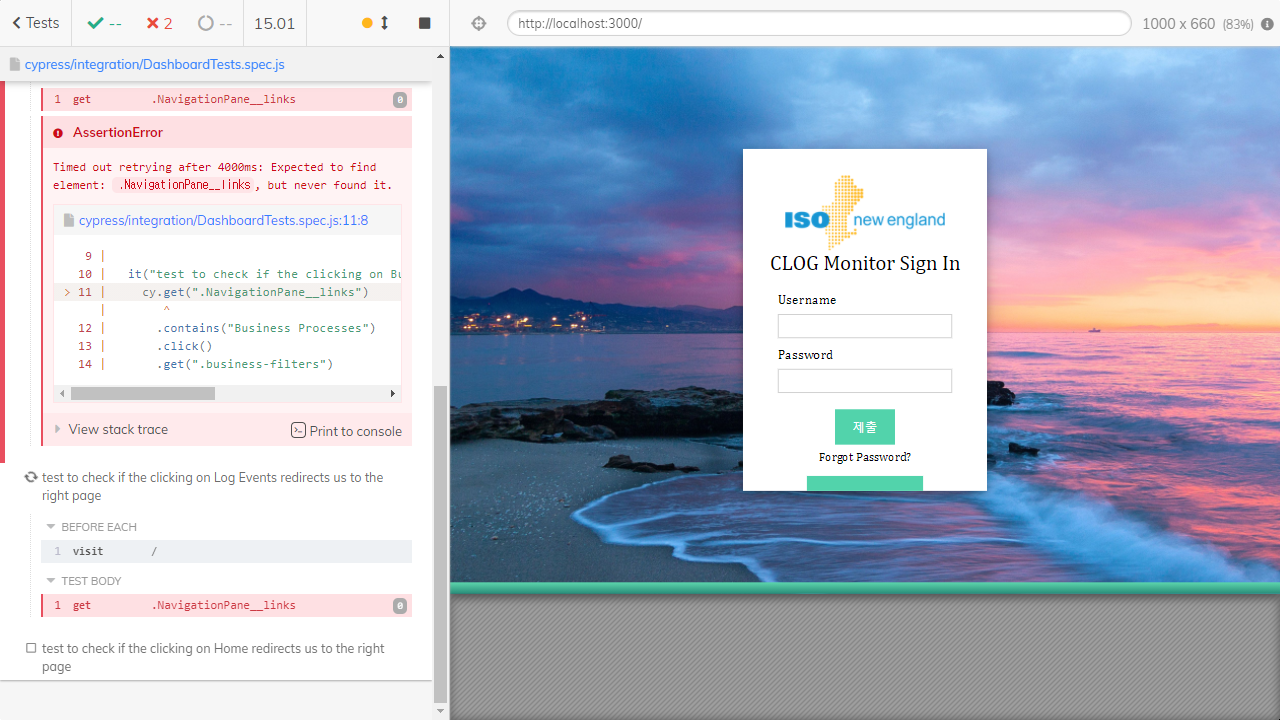 Tests
--
2
--
15.01
http://localhost:3000/
1000 x 660 (83%)
cypress/integration/DashboardTests.spec.js
1 get .NavigationPane__links 0
AssertionError
Timed out retrying after 4000ms: Expected to find
element: .NavigationPane__links, but never found it.
cypress/integration/DashboardTests.spec.js:11:8
9 |
10 | it("test to check if the clicking on Bu
> 11 | cy.get(".NavigationPane__links")
| ^
12 | .contains("Business Processes")
13 | .click()
14 | .get(".business-filters")
View stack trace
Print to console
test to check if the clicking on Log Events redirects us to the
right page
BEFORE EACH
1 visit /
TEST BODY
1 get .NavigationPane__links 0
test to check if the clicking on Home redirects us to the right
page
ISO new england
CLOG Monitor Sign In
Username
Password
제출
Forgot Password?